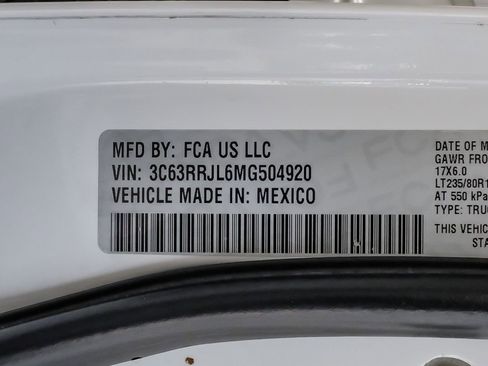 MFD BY: FCA US LLC
VIN: 3C63RRJL6MG504920
VEHICLE MADE IN: MEXICO
DATE OF M
GAWR FRO
17X6.0
LT235/80R1
AT 550 kPa
TYPE: TRU
THIS VEHIC
STA